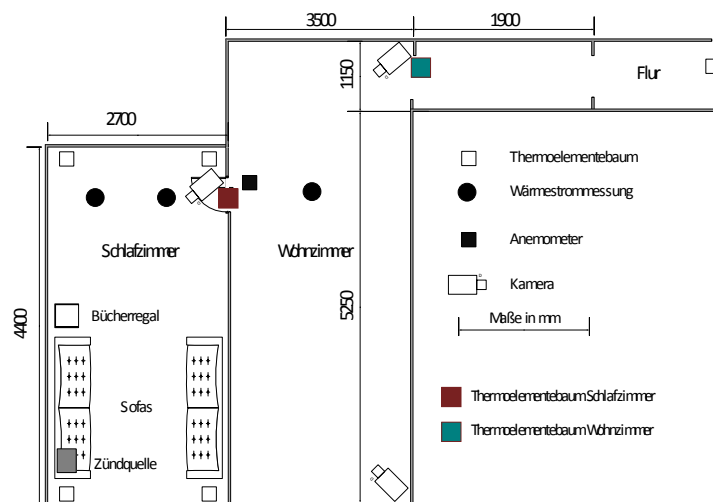 3500
1900
1150
Flur
2700
Thermoelementebaum
Wärmestrommessung
Schlafzimmer
Wohnzimmer
Anemometer
Kamera
5250
Bücherregal
Maße in mm
4400
Thermoelementebaum Schlafzimmer
Sofas
Thermoelementebaum Wohnzimmer
Zündquelle